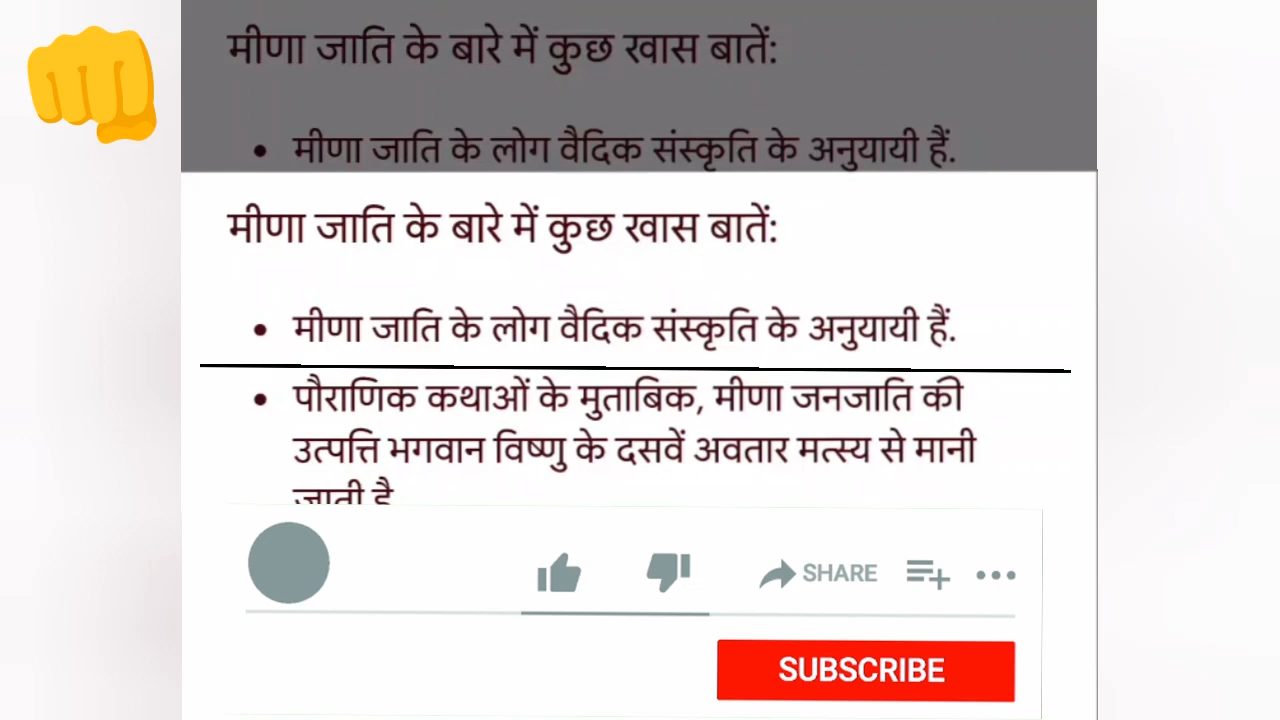 मीणा जाति के बारे में कुछ खास बातें:
• मीणा जाति के लोग वैदिक संस्कृति के अनुयायी हैं.
मीणा जाति के बारे में कुछ खास बातें:
• मीणा जाति के लोग वैदिक संस्कृति के अनुयायी हैं.
• पौराणिक कथाओं के मुताबिक, मीणा जनजाति की
उत्पत्ति भगवान विष्णु के दसवें अवतार मत्स्य से मानी
जाती है
SHARE
SUBSCRIBE